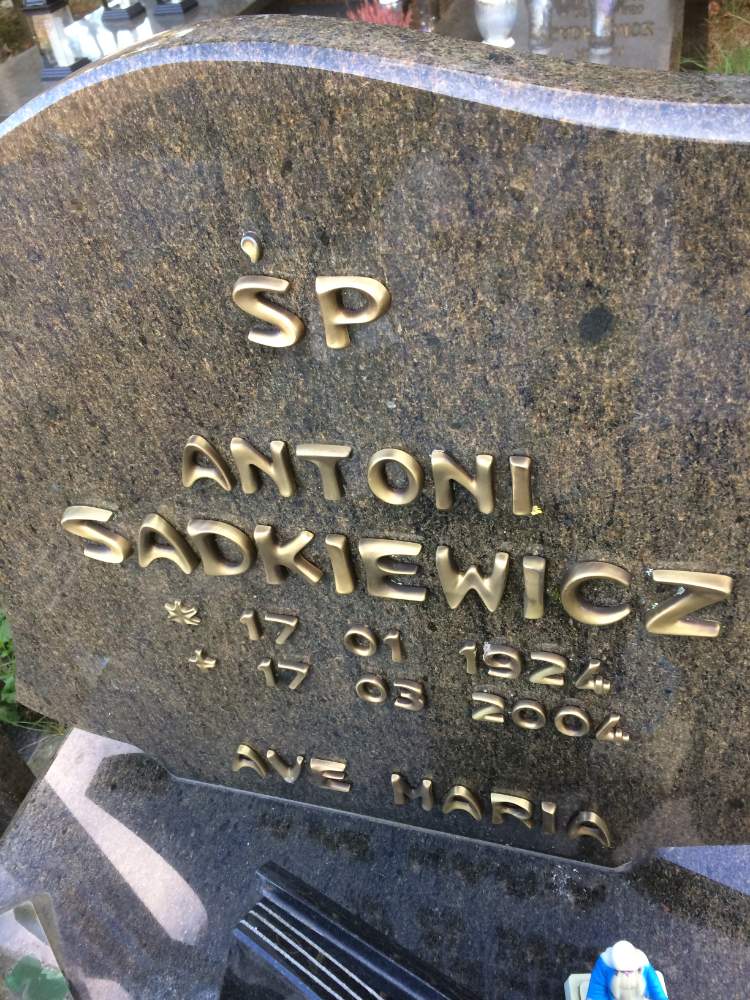 ŚP
ANTONI
SADKIEWICZ
* 17 01 1924
+ 17 03 2004
AVE MARIA